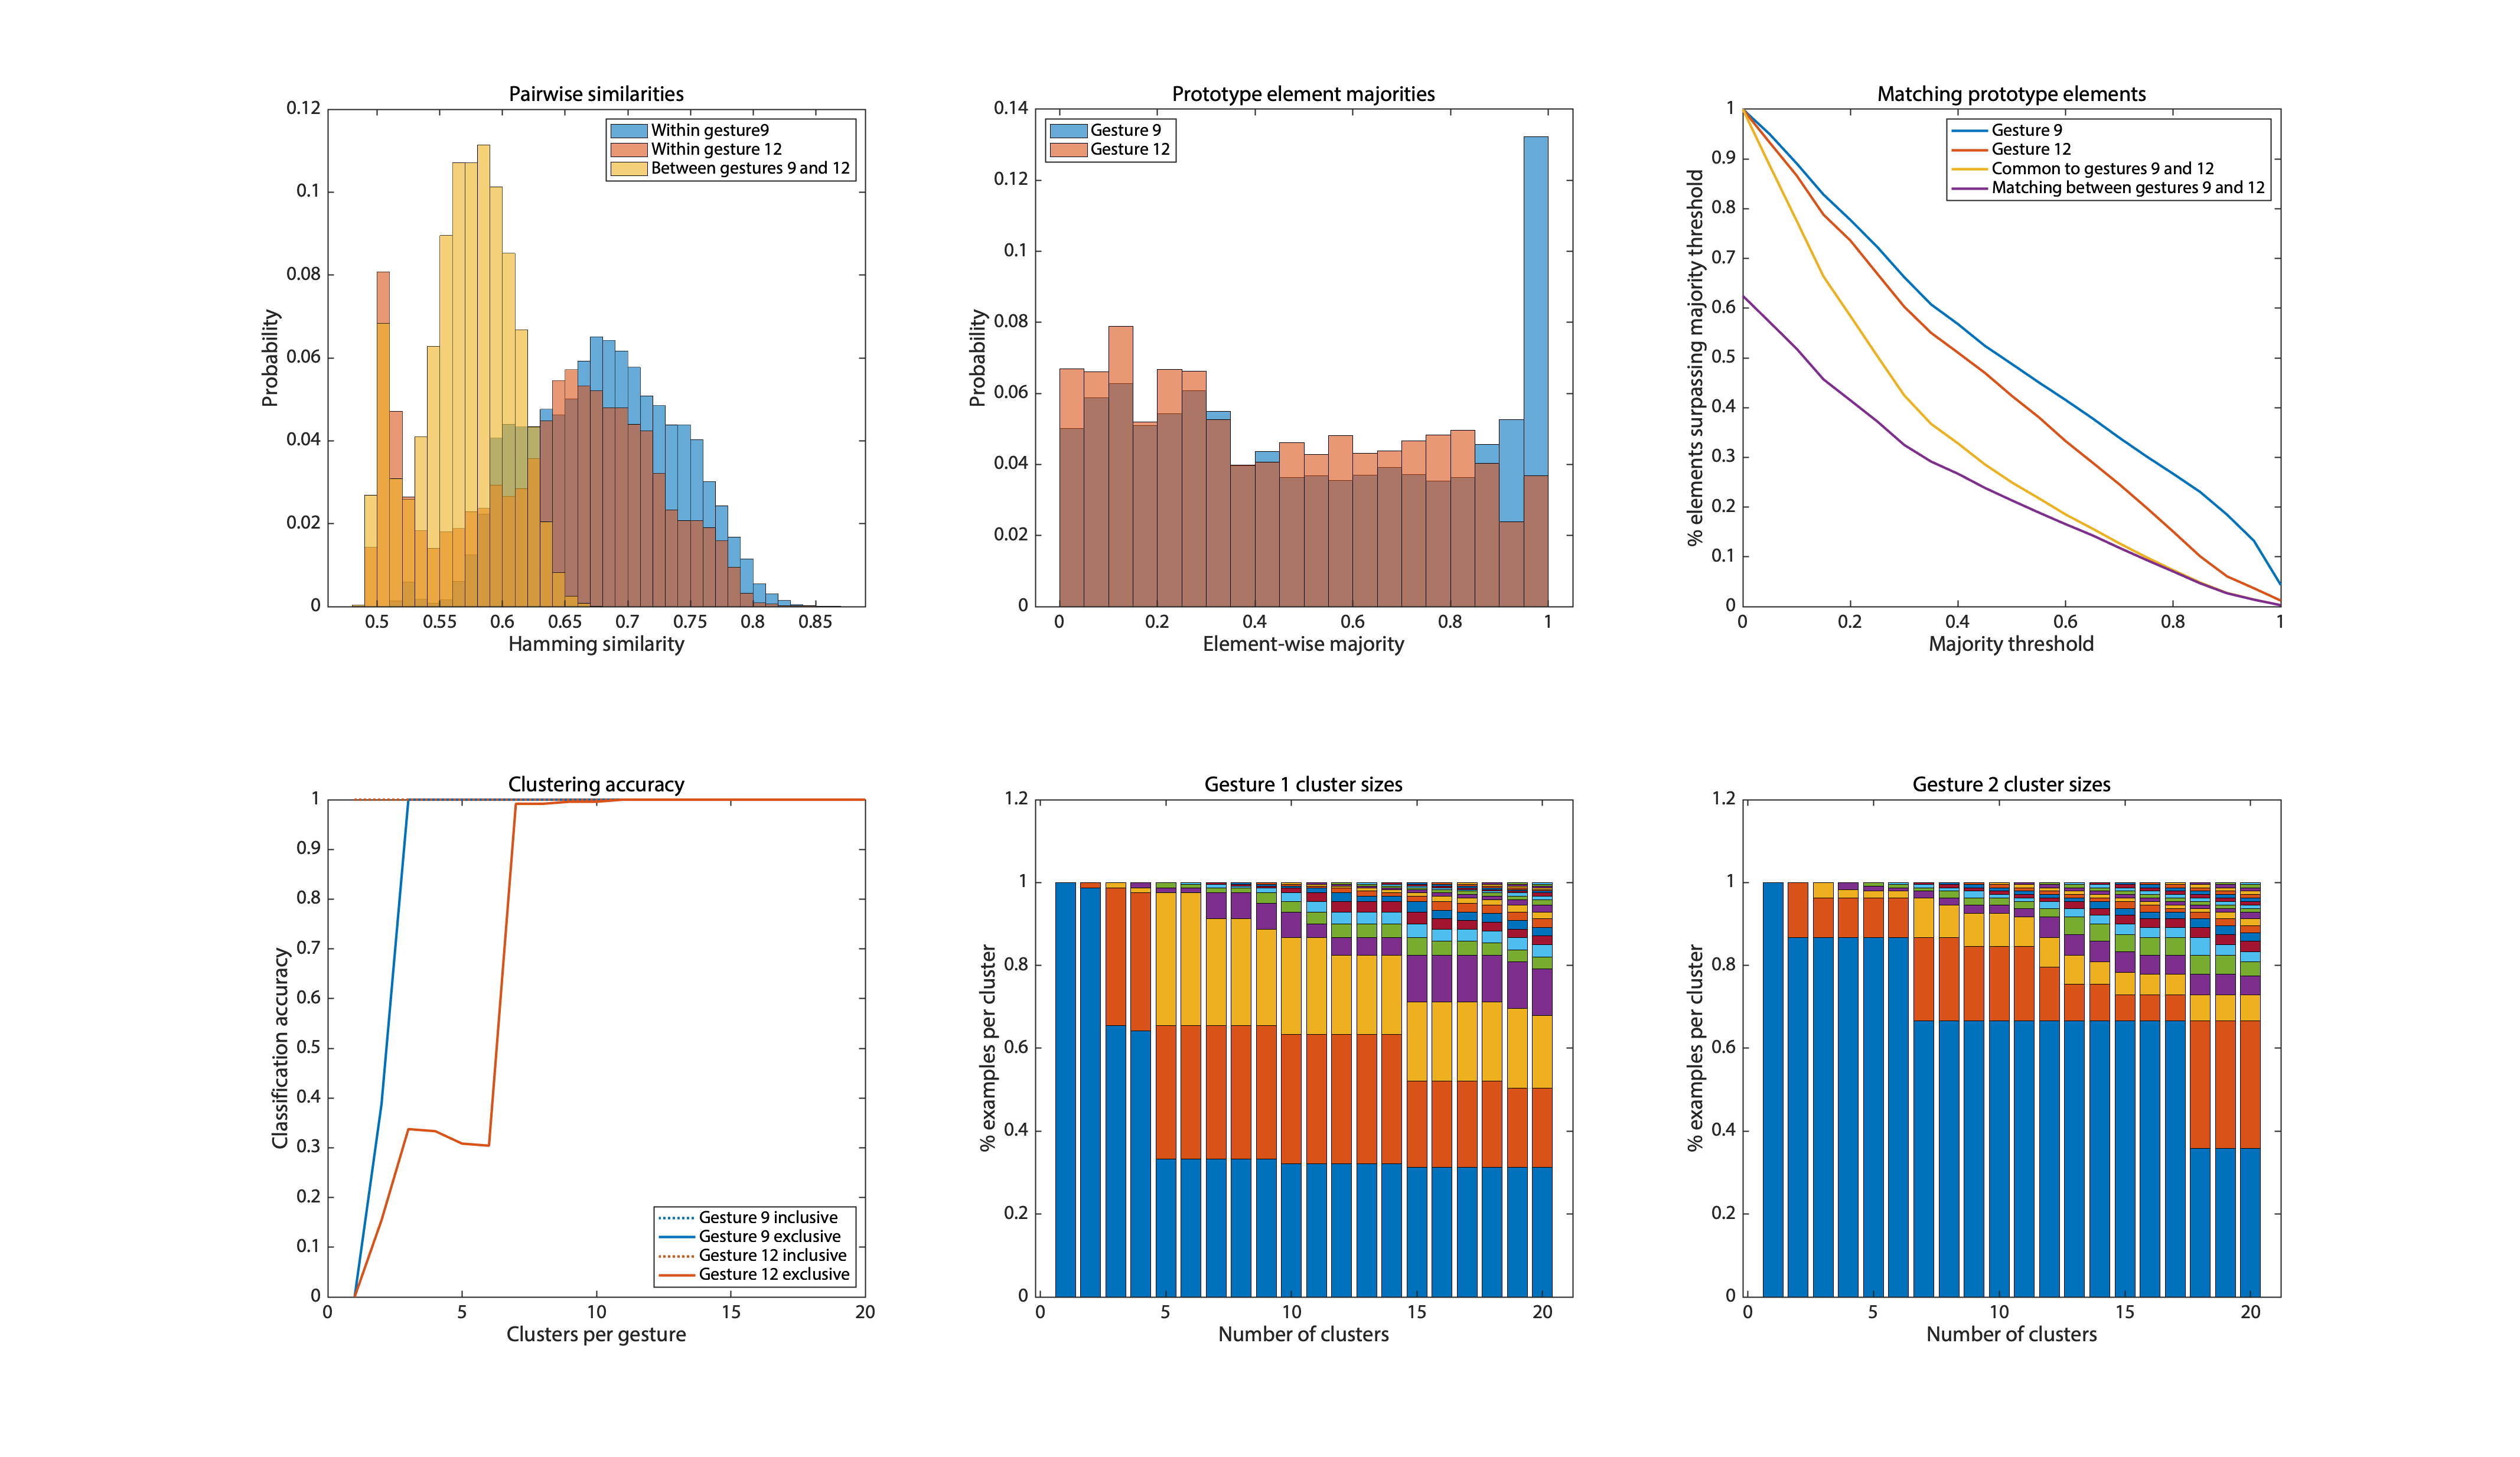 Pairwise similarities
0.12
0.1
0.08
0.06
0.04
0.02
0
Probability
Within gesture9
Within gesture 12
Between gestures 9 and 12
0.5 0.55 0.6 0.65 0.7 0.75 0.8 0.85
Hamming similarity
Prototype element majorities
0.14
0.12
0.1
0.08
0.06
0.04
0.02
0
Probability
Gesture 9
Gesture 12
0 0.2 0.4 0.6 0.8 1
Element-wise majority
Matching prototype elements
1
0.9
0.8
0.7
0.6
0.5
0.4
0.3
0.2
0.1
0
% elements surpassing majority threshold
Gesture 9
Gesture 12
Common to gestures 9 and 12
Matching between gestures 9 and 12
0 0.2 0.4 0.6 0.8 1
Majority threshold
Clustering accuracy
1
0.9
0.8
0.7
0.6
0.5
0.4
0.3
0.2
0.1
0
Classification accuracy
Gesture 9 inclusive
Gesture 9 exclusive
Gesture 12 inclusive
Gesture 12 exclusive
0 5 10 15 20
Clusters per gesture
Gesture 1 cluster sizes
1.2
1
0.8
0.6
0.4
0.2
0
% examples per cluster
0 5 10 15 20
Number of clusters
Gesture 2 cluster sizes
1.2
1
0.8
0.6
0.4
0.2
0
% examples per cluster
0 5 10 15 20
Number of clusters